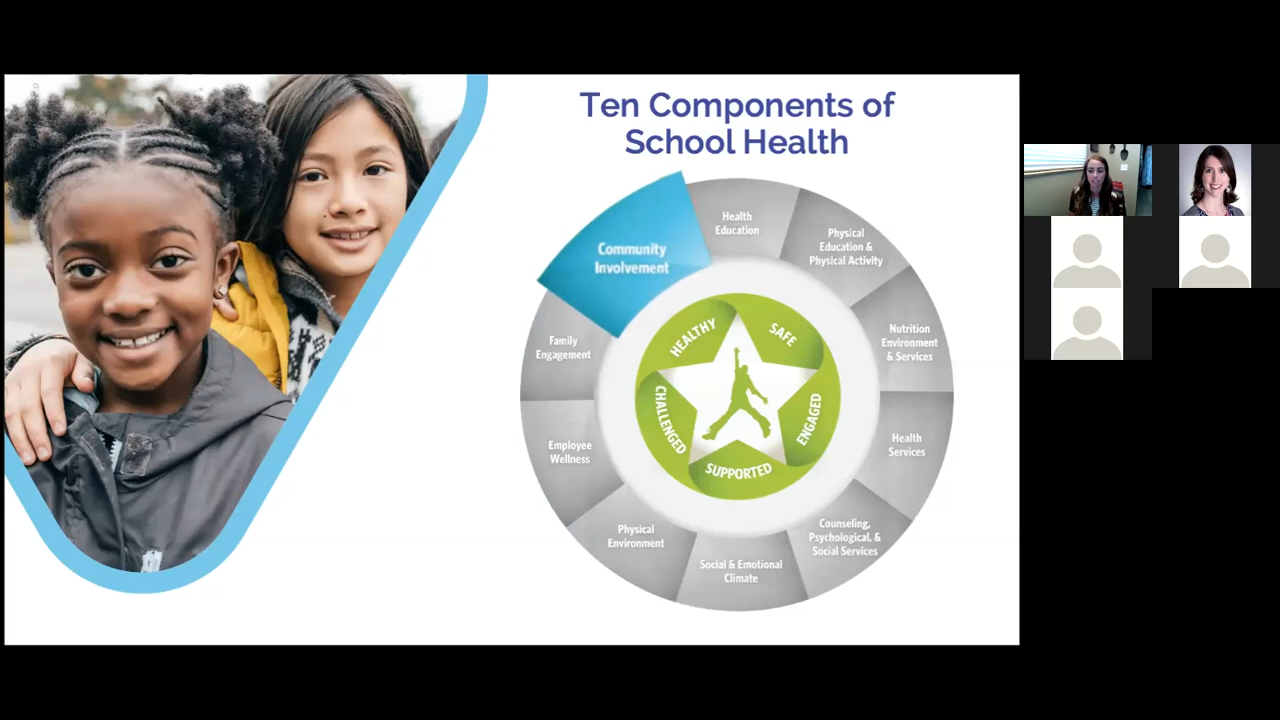 Ten Components of
School Health
Community
Involvement
Health
Education
Physical
Education &
Physical Activity
Nutrition
Environment
& Services
Health
Services
Counseling,
Psychological, &
Social Services
Social & Emotional
Climate
Physical
Environment
Employee
Wellness
Family
Engagement
HEALTHY
SAFE
ENGAGED
SUPPORTED
CHALLENGED